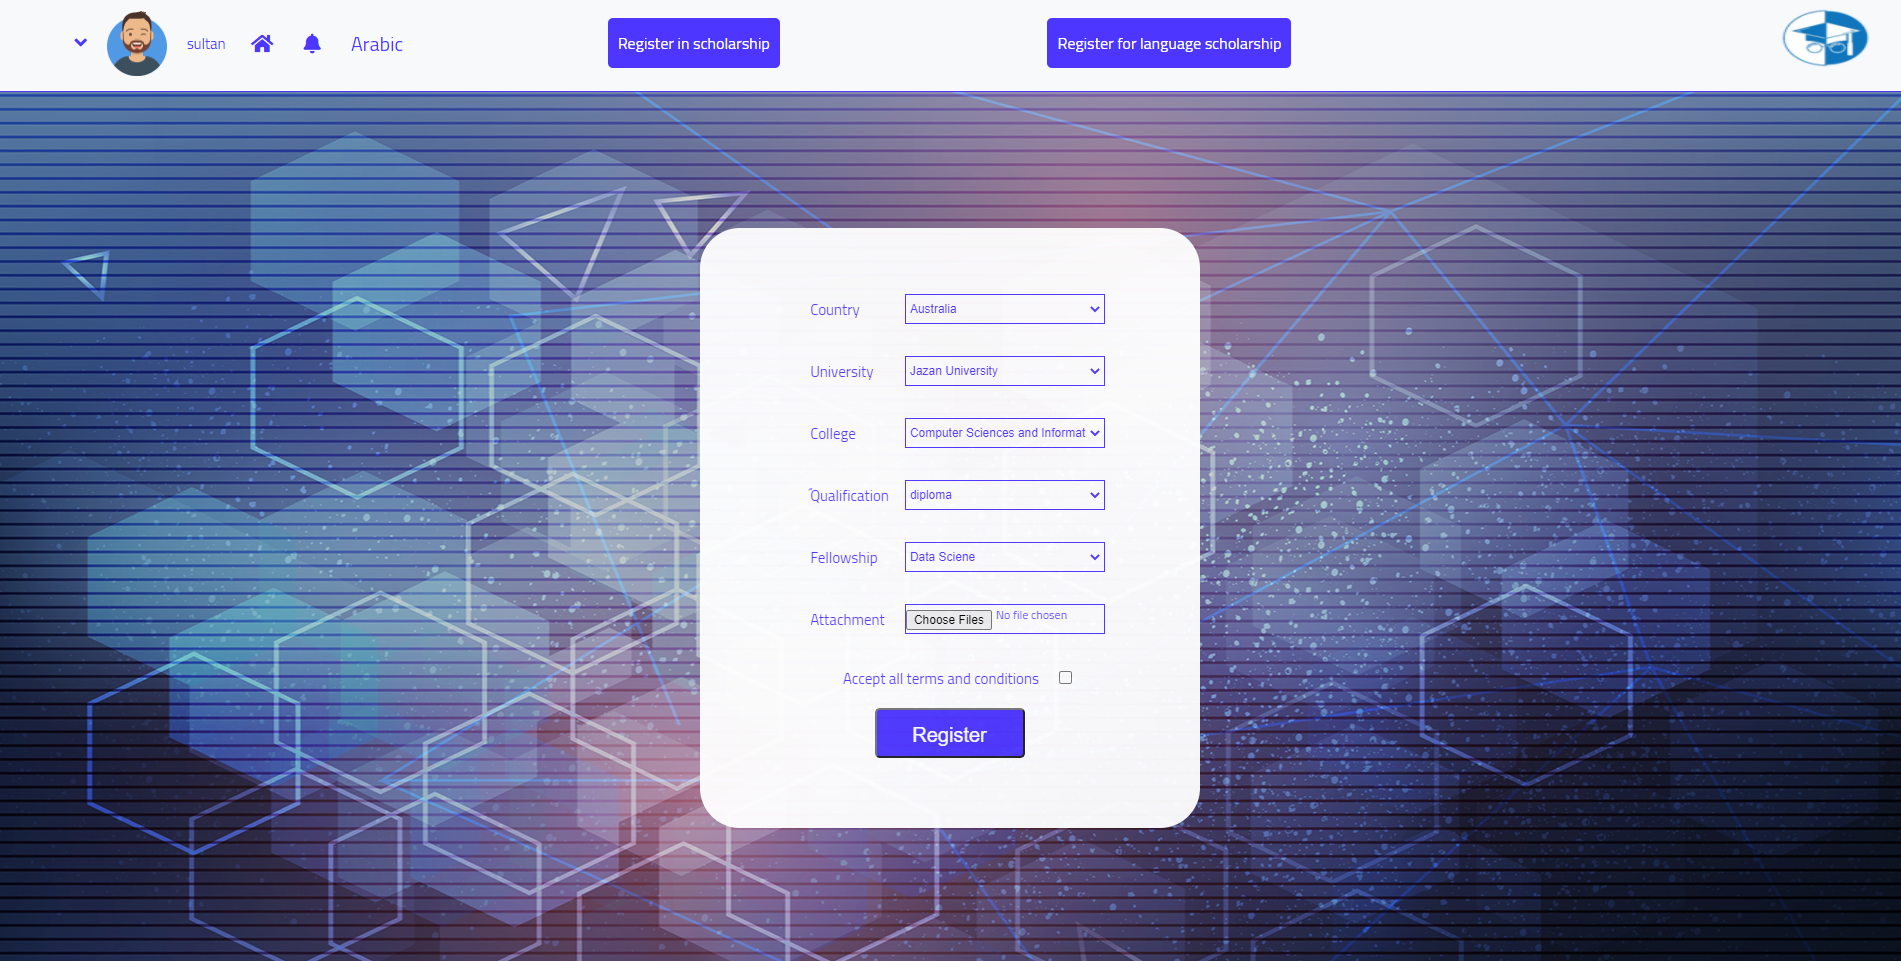 sultan
Arabic
Register in scholarship
Register for language scholarship
Country
Australia
University
Jazan University
College
Computer Sciences and Informat
ّQualification
diploma
Fellowship
Data Sciene
Attachment
Choose Files No file chosen
Accept all terms and conditions
Register